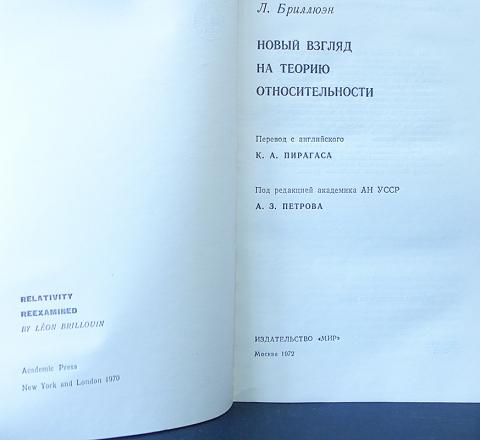 RELATIVITY
REEXAMINED
BY LÉON BRILLOUIN
Academic Press
New York and London 1970
Л. Бриллюэн
НОВЫЙ ВЗГЛЯД
НА ТЕОРИЮ
ОТНОСИТЕЛЬНОСТИ
Перевод с английского
К. А. ПИРАГАСА
Под редакцией академика АН УССР
А. З. ПЕТРОВА
ИЗДАТЕЛЬСТВО «МИР»
Москва 1972